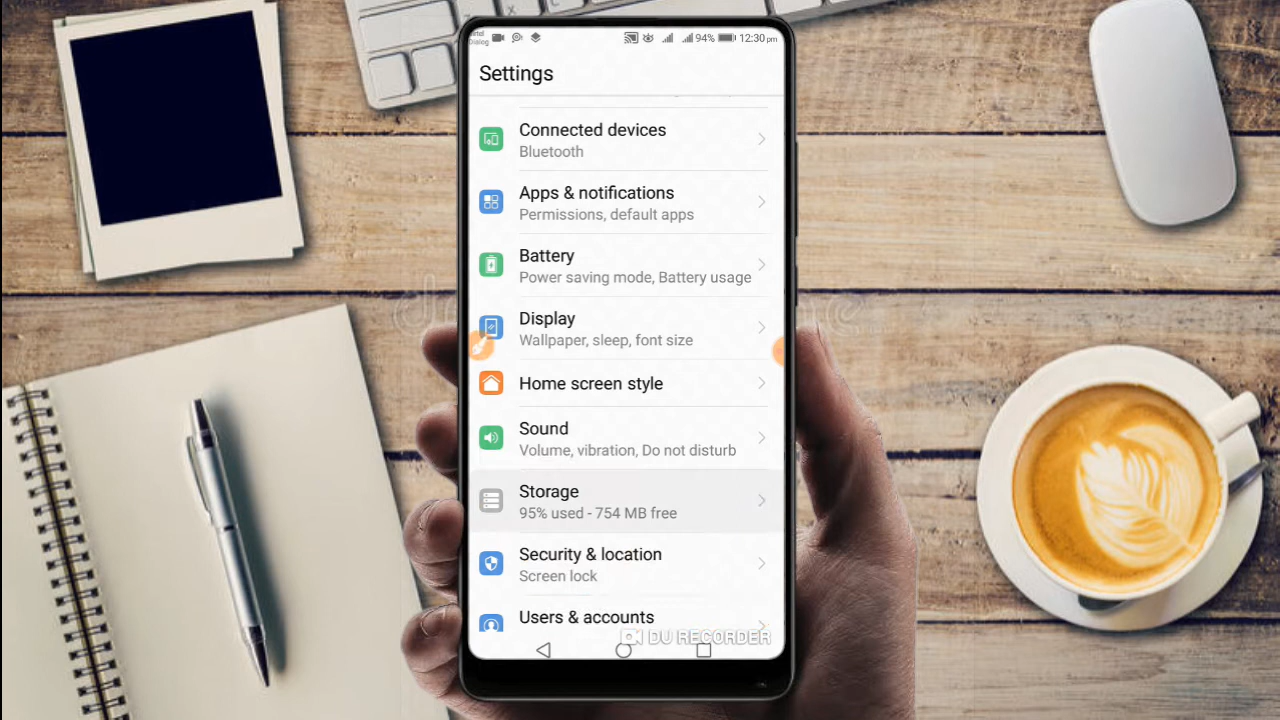 Airtel
Dialog
94%
12:30 pm
Settings
Connected devices
Bluetooth
Apps & notifications
Permissions, default apps
Battery
Power saving mode, Battery usage
Display
Wallpaper, sleep, font size
Home screen style
Sound
Volume, vibration, Do not disturb
Storage
95% used - 754 MB free
Security & location
Screen lock
Users & accounts
DU RECORDER